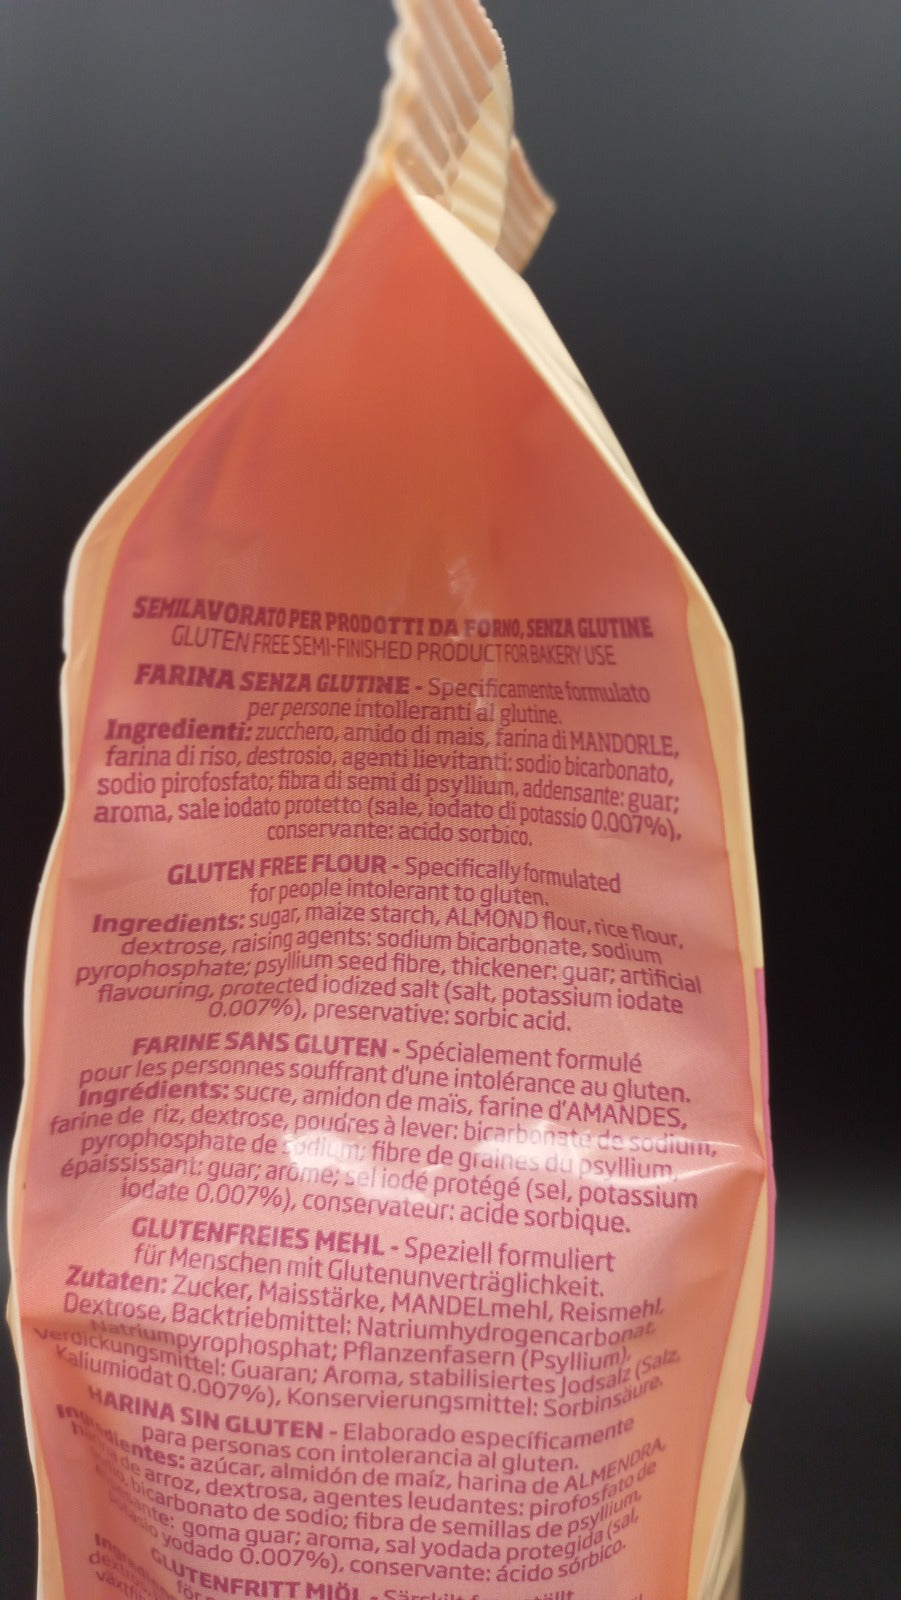 SEMILAVORATO PER PRODOTTI DA FORNO, SENZA GLUTINE
GLUTEN FREE SEMI-FINISHED PRODUCT FOR BAKERY USE
FARINA SENZA GLUTINE - Specificamente formulato
per persone intolleranti al glutine.
Ingredienti: zucchero, amido di mais, farina di MANDORLE,
farina di riso, destrosio, agenti lievitanti: sodio bicarbonato,
sodio pirofosfato; fibra di semi di psyllium, addensante: guar;
aroma, sale iodato protetto (sale, iodato di potassio 0.007%),
conservante: acido sorbico.
GLUTEN FREE FLOUR - Specifically formulated
for people intolerant to gluten.
Ingredients: sugar, maize starch, ALMOND flour, rice flour,
dextrose, raising agents: sodium bicarbonate, sodium
pyrophosphate; psyllium seed fibre, thickener: guar; artificial
flavouring, protected iodized salt (salt, potassium iodate
0.007%), preservative: sorbic acid.
FARINE SANS GLUTEN - Spécialement formulé
pour les personnes souffrant d'une intolérance au gluten.
Ingrédients: sucre, amidon de maïs, farine d'AMANDES,
farine de riz, dextrose, poudres à lever: bicarbonate de sodium,
pyrophosphate de sodium; fibre de graines du psyllium,
épaississant: guar; arôme; sel iodé protégé (sel, potassium
iodate 0.007%), conservateur: acide sorbique.
GLUTENFREIES MEHL - Speziell formuliert
für Menschen mit Glutenunverträglichkeit.
Zutaten: Zucker, Maisstärke, MANDELmehl, Reismehl,
Dextrose, Backtriebmittel: Natriumhydrogencarbonat,
Natriumpyrophosphat; Pflanzenfasern (Psyllium),
Verdickungsmittel: Guaran; Aroma, stabilisiertes Jodsalz (Salz,
Kaliumiodat 0.007%), Konservierungsmittel: Sorbinsäure.
HARINA SIN GLUTEN - Elaborado específicamente
para personas con intolerancia al gluten.
Ingredientes: azúcar, almidón de maíz, harina de ALMENDRA,
de arroz, dextrosa, agentes leudantes: pirofosfato de
bicarbonato de sodio; fibra de semillas de psyllium,
goma guar; aroma, sal yodada protegida (sal,
yodado 0.007%), conservante: ácido sórbico.
GLUTENFRITT MJÖL -